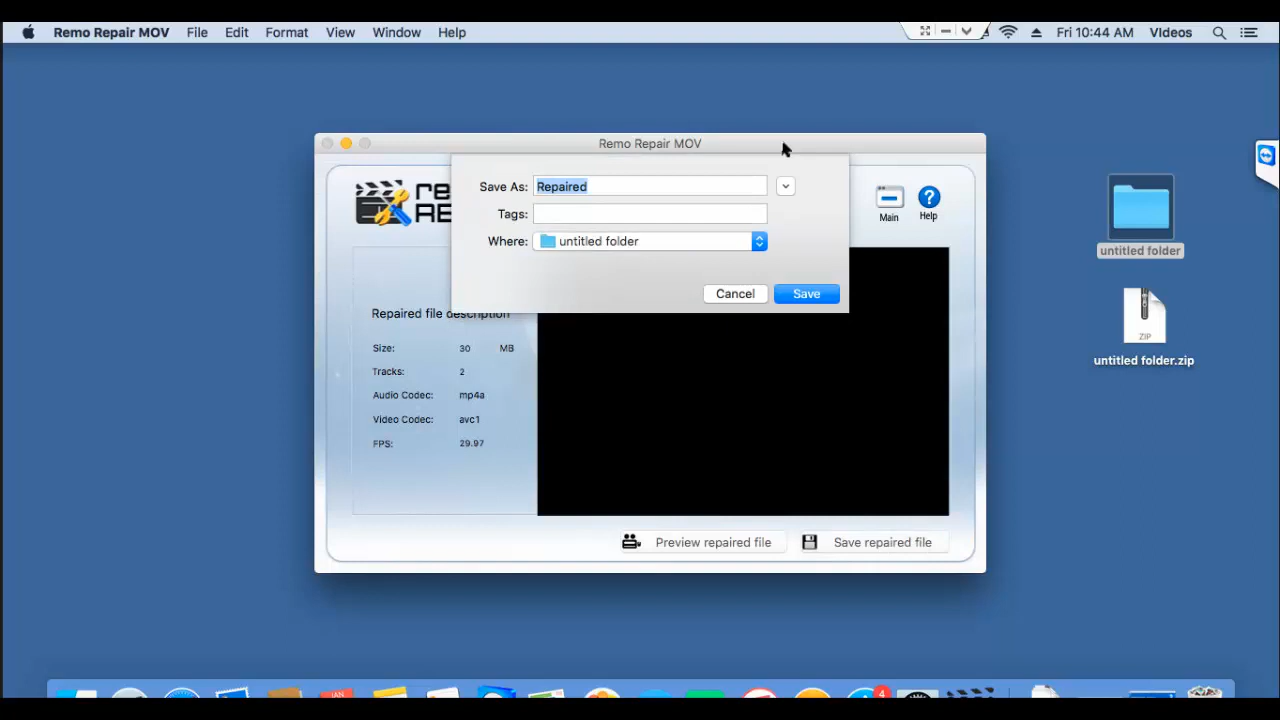 Remo Repair MOV File Edit Format View Window Help Fri 10:44 AM Videos
Remo Repair MOV
Save As: Repaired
Tags:
Where: untitled folder
Cancel Save
Main Help
Repaired file description
Size: 30 MB
Tracks: 2
Audio Codec: mp4a
Video Codec: avc1
FPS: 29.97
Preview repaired file Save repaired file
untitled folder
ZIP
untitled folder.zip
4